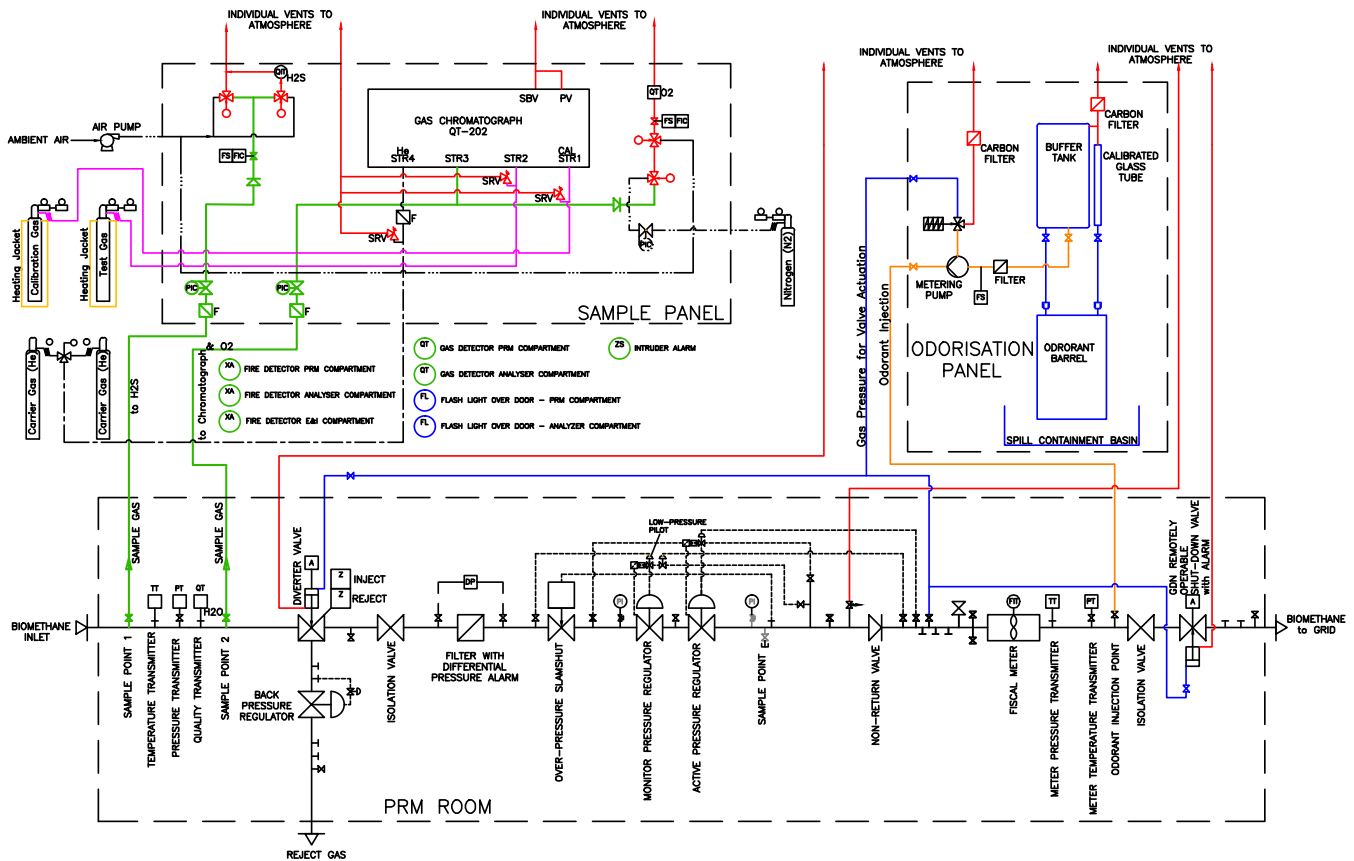 INDIVIDUAL VENTS TO
ATMOSPHERE
INDIVIDUAL VENTS TO
ATMOSPHERE
INDIVIDUAL VENTS TO
ATMOSPHERE
INDIVIDUAL VENTS TO
ATMOSPHERE
QIT
H2S
AIR PUMP
AMBIENT AIR
FS
FIC
SBV
PV
GAS CHROMATOGRAPH
QT-202
He
STR4
STR3
STR2
CAL
STR1
QT
O2
FS
FIC
SRV
SRV
SRV
F
PIC
PIC
PIC
F
F
SAMPLE PANEL
Heating Jacket
Calibration Gas
Heating Jacket
Test Gas
Nitrogen (N2)
Carrier Gas (He)
Carrier Gas (He)
to H2S
to Chromatograph & O2
XA
FIRE DETECTOR PRM COMPARTMENT
XA
FIRE DETECTOR ANALYSER COMPARTMENT
XA
FIRE DETECTOR E&I COMPARTMENT
QT
GAS DETECTOR PRM COMPARTMENT
QT
GAS DETECTOR ANALYSER COMPARTMENT
FL
FLASH LIGHT OVER DOOR - PRM COMPARTMENT
FL
FLASH LIGHT OVER DOOR - ANALYZER COMPARTMENT
ZS
INTRUDER ALARM
Gas Pressure for Valve Actuation
Odorant Injection
CARBON
FILTER
CARBON
FILTER
BUFFER
TANK
CALIBRATED
GLASS
TUBE
METERING
PUMP
FS
FILTER
ODORISATION
PANEL
ODRORANT
BARREL
SPILL CONTAINMENT BASIN
SAMPLE GAS
SAMPLE GAS
BIOMETHANE
INLET
TT
PT
QT
H2O
SAMPLE POINT 1
TEMPERATURE TRANSMITTER
PRESSURE TRANSMITTER
QUALITY TRANSMITTER
SAMPLE POINT 2
DIVERTER VALVE
A
Z
INJECT
Z
REJECT
BACK
PRESSURE
REGULATOR
ISOLATION VALVE
DP
FILTER WITH
DIFFERENTIAL
PRESSURE ALARM
LOW-PRESSURE
PILOT
OVER-PRESSURE SLAMSHUT
PI
MONITOR PRESSURE REGULATOR
ACTIVE REGULATOR
PI
SAMPLE POINT
NON-RETURN VALVE
FIT
FISCAL METER
TT
PT
METER PRESSURE TRANSMITTER
METER TEMPERATURE TRANSMITTER
ODORANT INJECTION POINT
ISOLATION VALVE
GDN REMOTELY
OPERABLE
SHUT-DOWN VALVE
with ALARM
A
BIOMETHANE
to GRID
PRM ROOM
REJECT GAS